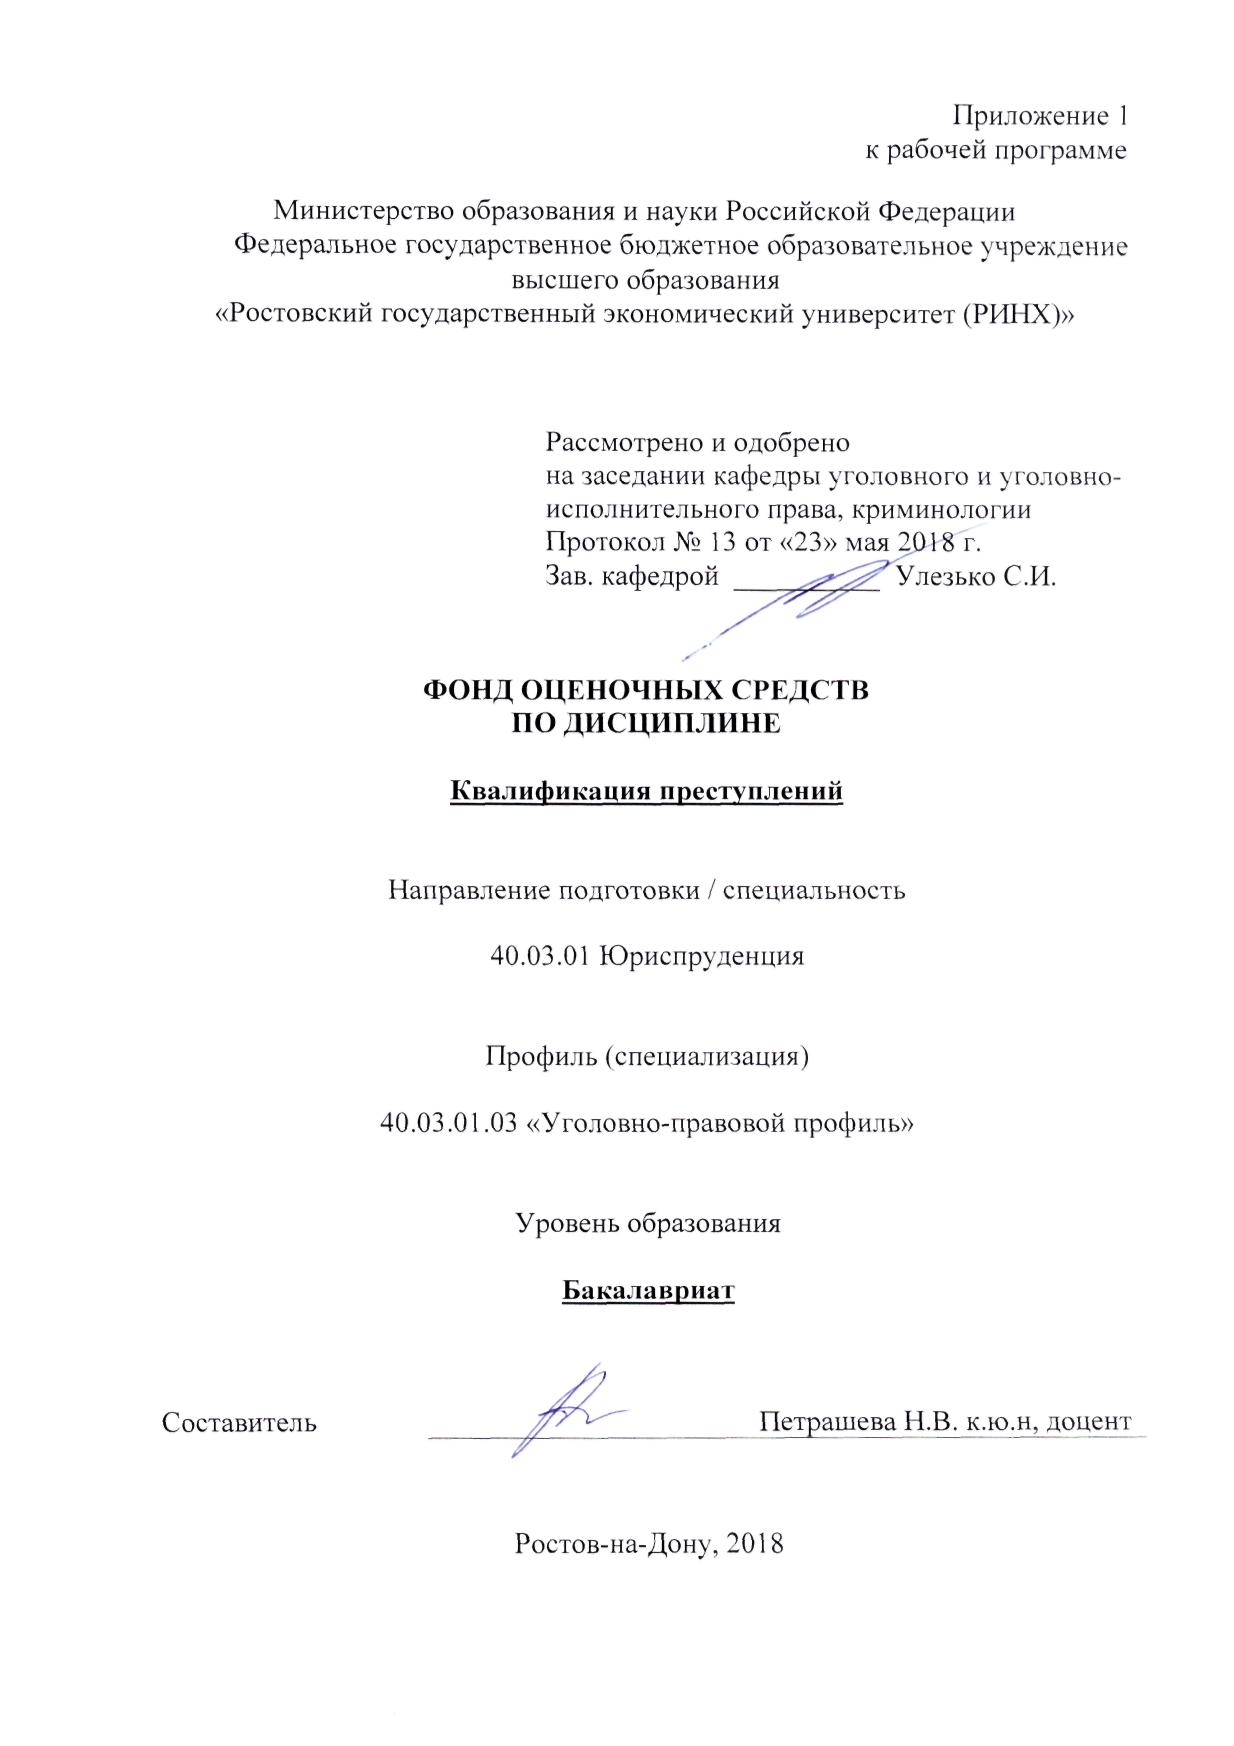 Приложение 1
к рабочей программе
Министерство образования и науки Российской Федерации
Федеральное государственное бюджетное образовательное учреждение
высшего образования
«Ростовский государственный экономический университет (РИНХ)»
Рассмотрено и одобрено
на заседании кафедры уголовного и уголовно-
исполнительного права, криминологии
Протокол № 13 от «23» мая 2018 г.
Зав. кафедрой __________ Улезько С.И.
ФОНД ОЦЕНОЧНЫХ СРЕДСТВ
ПО ДИСЦИПЛИНЕ
Квалификация преступлений
Направление подготовки / специальность
40.03.01 Юриспруденция
Профиль (специализация)
40.03.01.03 «Уголовно-правовой профиль»
Уровень образования
Бакалавриат
Составитель Петрашева Н.В. к.ю.н, доцент
Ростов-на-Дону, 2018